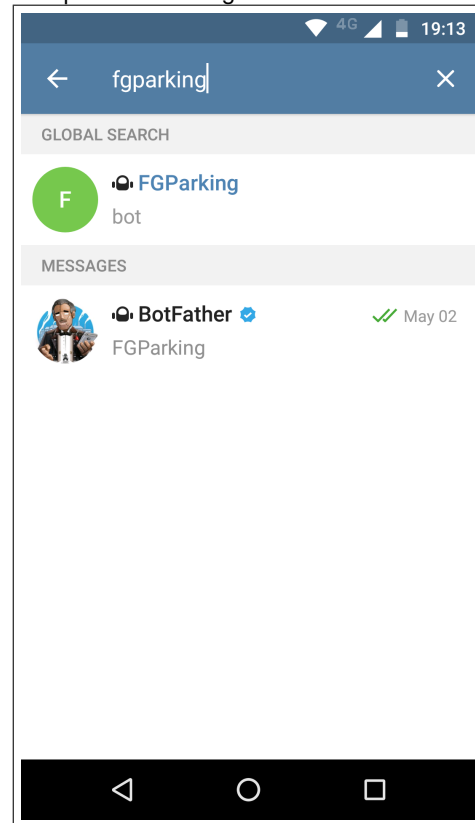 4G 19:13
fgparking
GLOBAL SEARCH
F
FGParking
bot
MESSAGES
BotFather May 02
FGParking